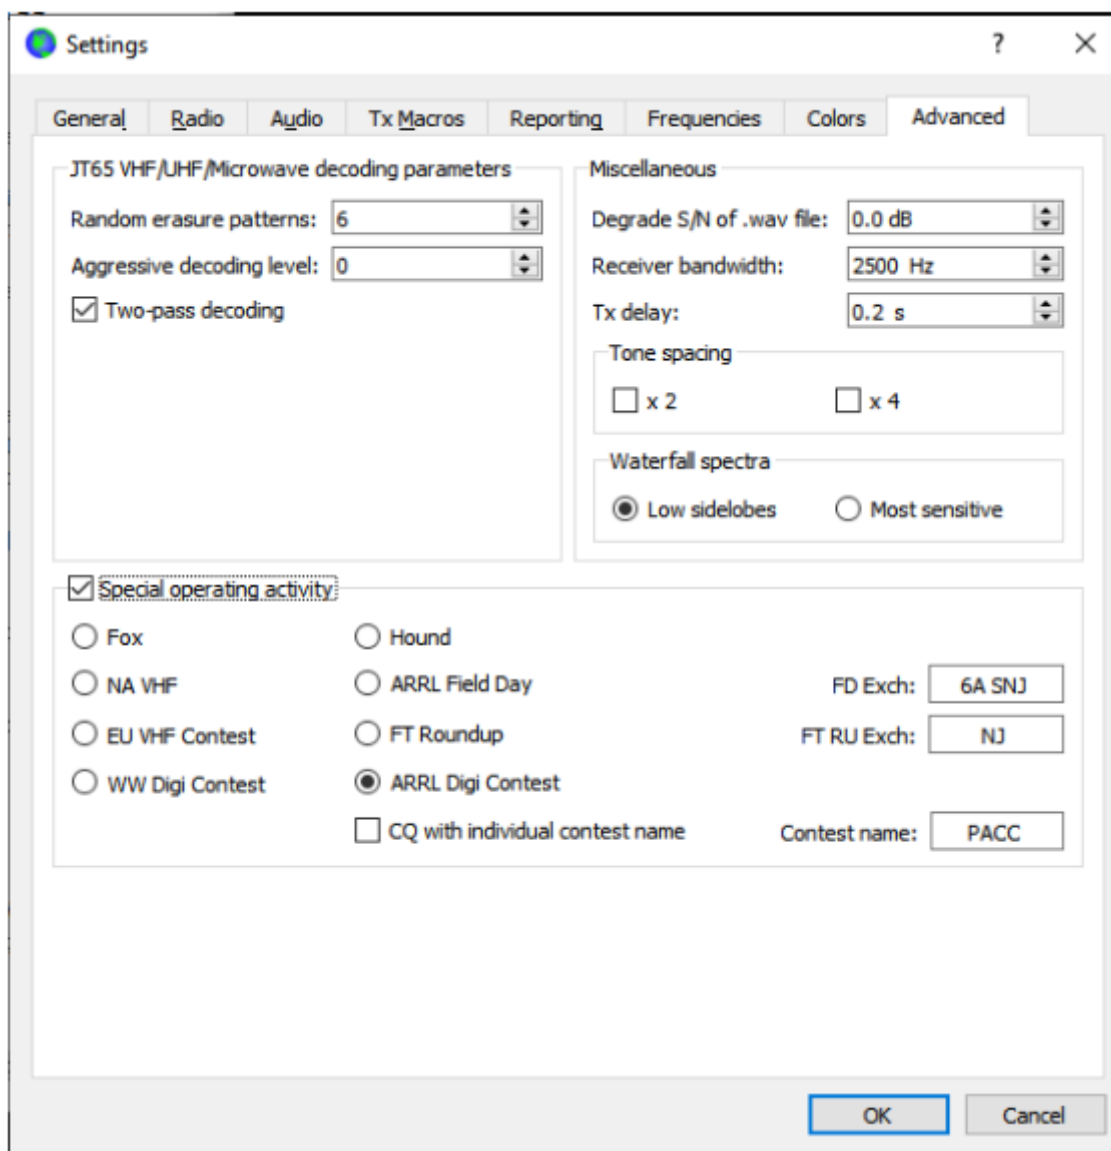 Settings
General Radio Audio Tx Macros Reporting Frequencies Colors Advanced
JT65 VHF/UHF/Microwave decoding parameters
Random erasure patterns: 6
Aggressive decoding level: 0
Two-pass decoding
Miscellaneous
Degrade S/N of .wav file: 0.0 dB
Receiver bandwidth: 2500 Hz
Tx delay: 0.2 s
Tone spacing
x 2 x 4
Waterfall spectra
Low sidelobes Most sensitive
Special operating activity
Fox Hound
NA VHF ARRL Field Day FD Exch: 6A SNJ
EU VHF Contest FT Roundup FT RU Exch: NJ
WW Digi Contest ARRL Digi Contest
CQ with individual contest name Contest name: PACC
OK Cancel